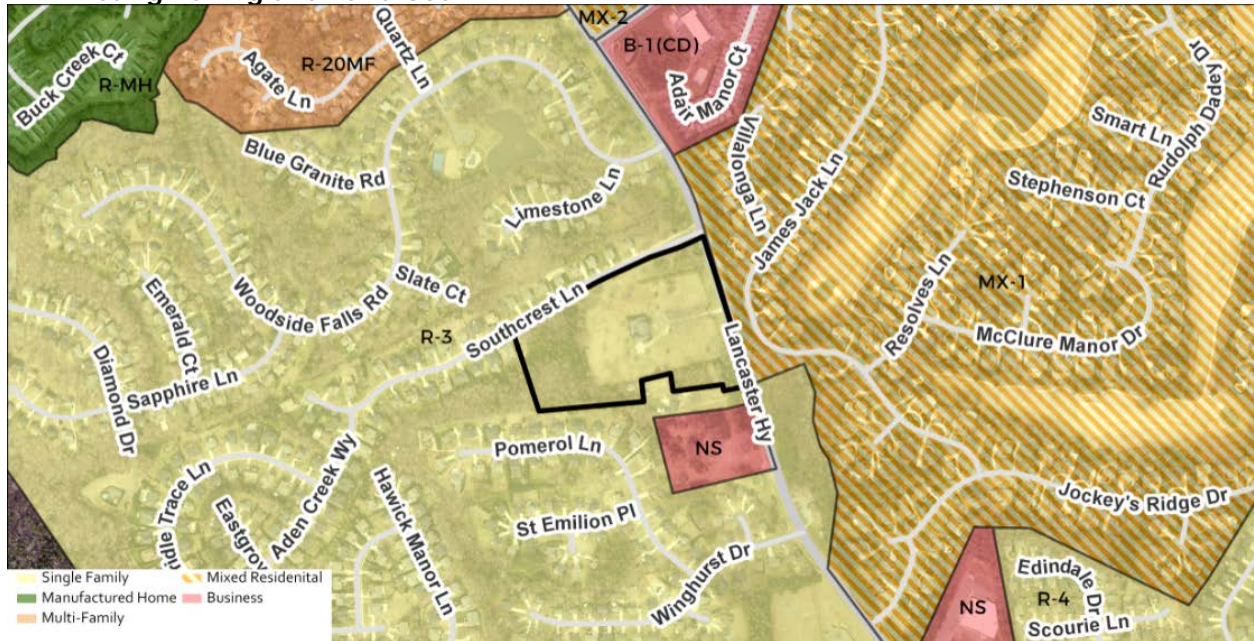 MX-2
B-1(CD)
Adair Manor Ct
Quartz Ln
R-20MF
Agate Ln
Buck Creek Ct
R-MH
Villalonga Ln
Smart Ln
Rudolph Dadey Dr
Blue Granite Rd
Stephenson Ct
Limestone Ln
James Jack Ln
Slate Ct
Emerald Ct
Woodside Falls Rd
Resolves Ln
MX-1
R-3
Southcrest Ln
McClure Manor Dr
Lancaster Hy
Diamond Dr
Sapphire Ln
NS
Pomerol Ln
Aden Creek Wy
Hawick Manor Ln
Jockey's Ridge Dr
St Emilion Pl
Winghurst Dr
Edindale Dr
R-4
NS
Scourie Ln
Trace Ln
Single Family
Mixed Residenital
Manufactured Home
Business
Multi-Family